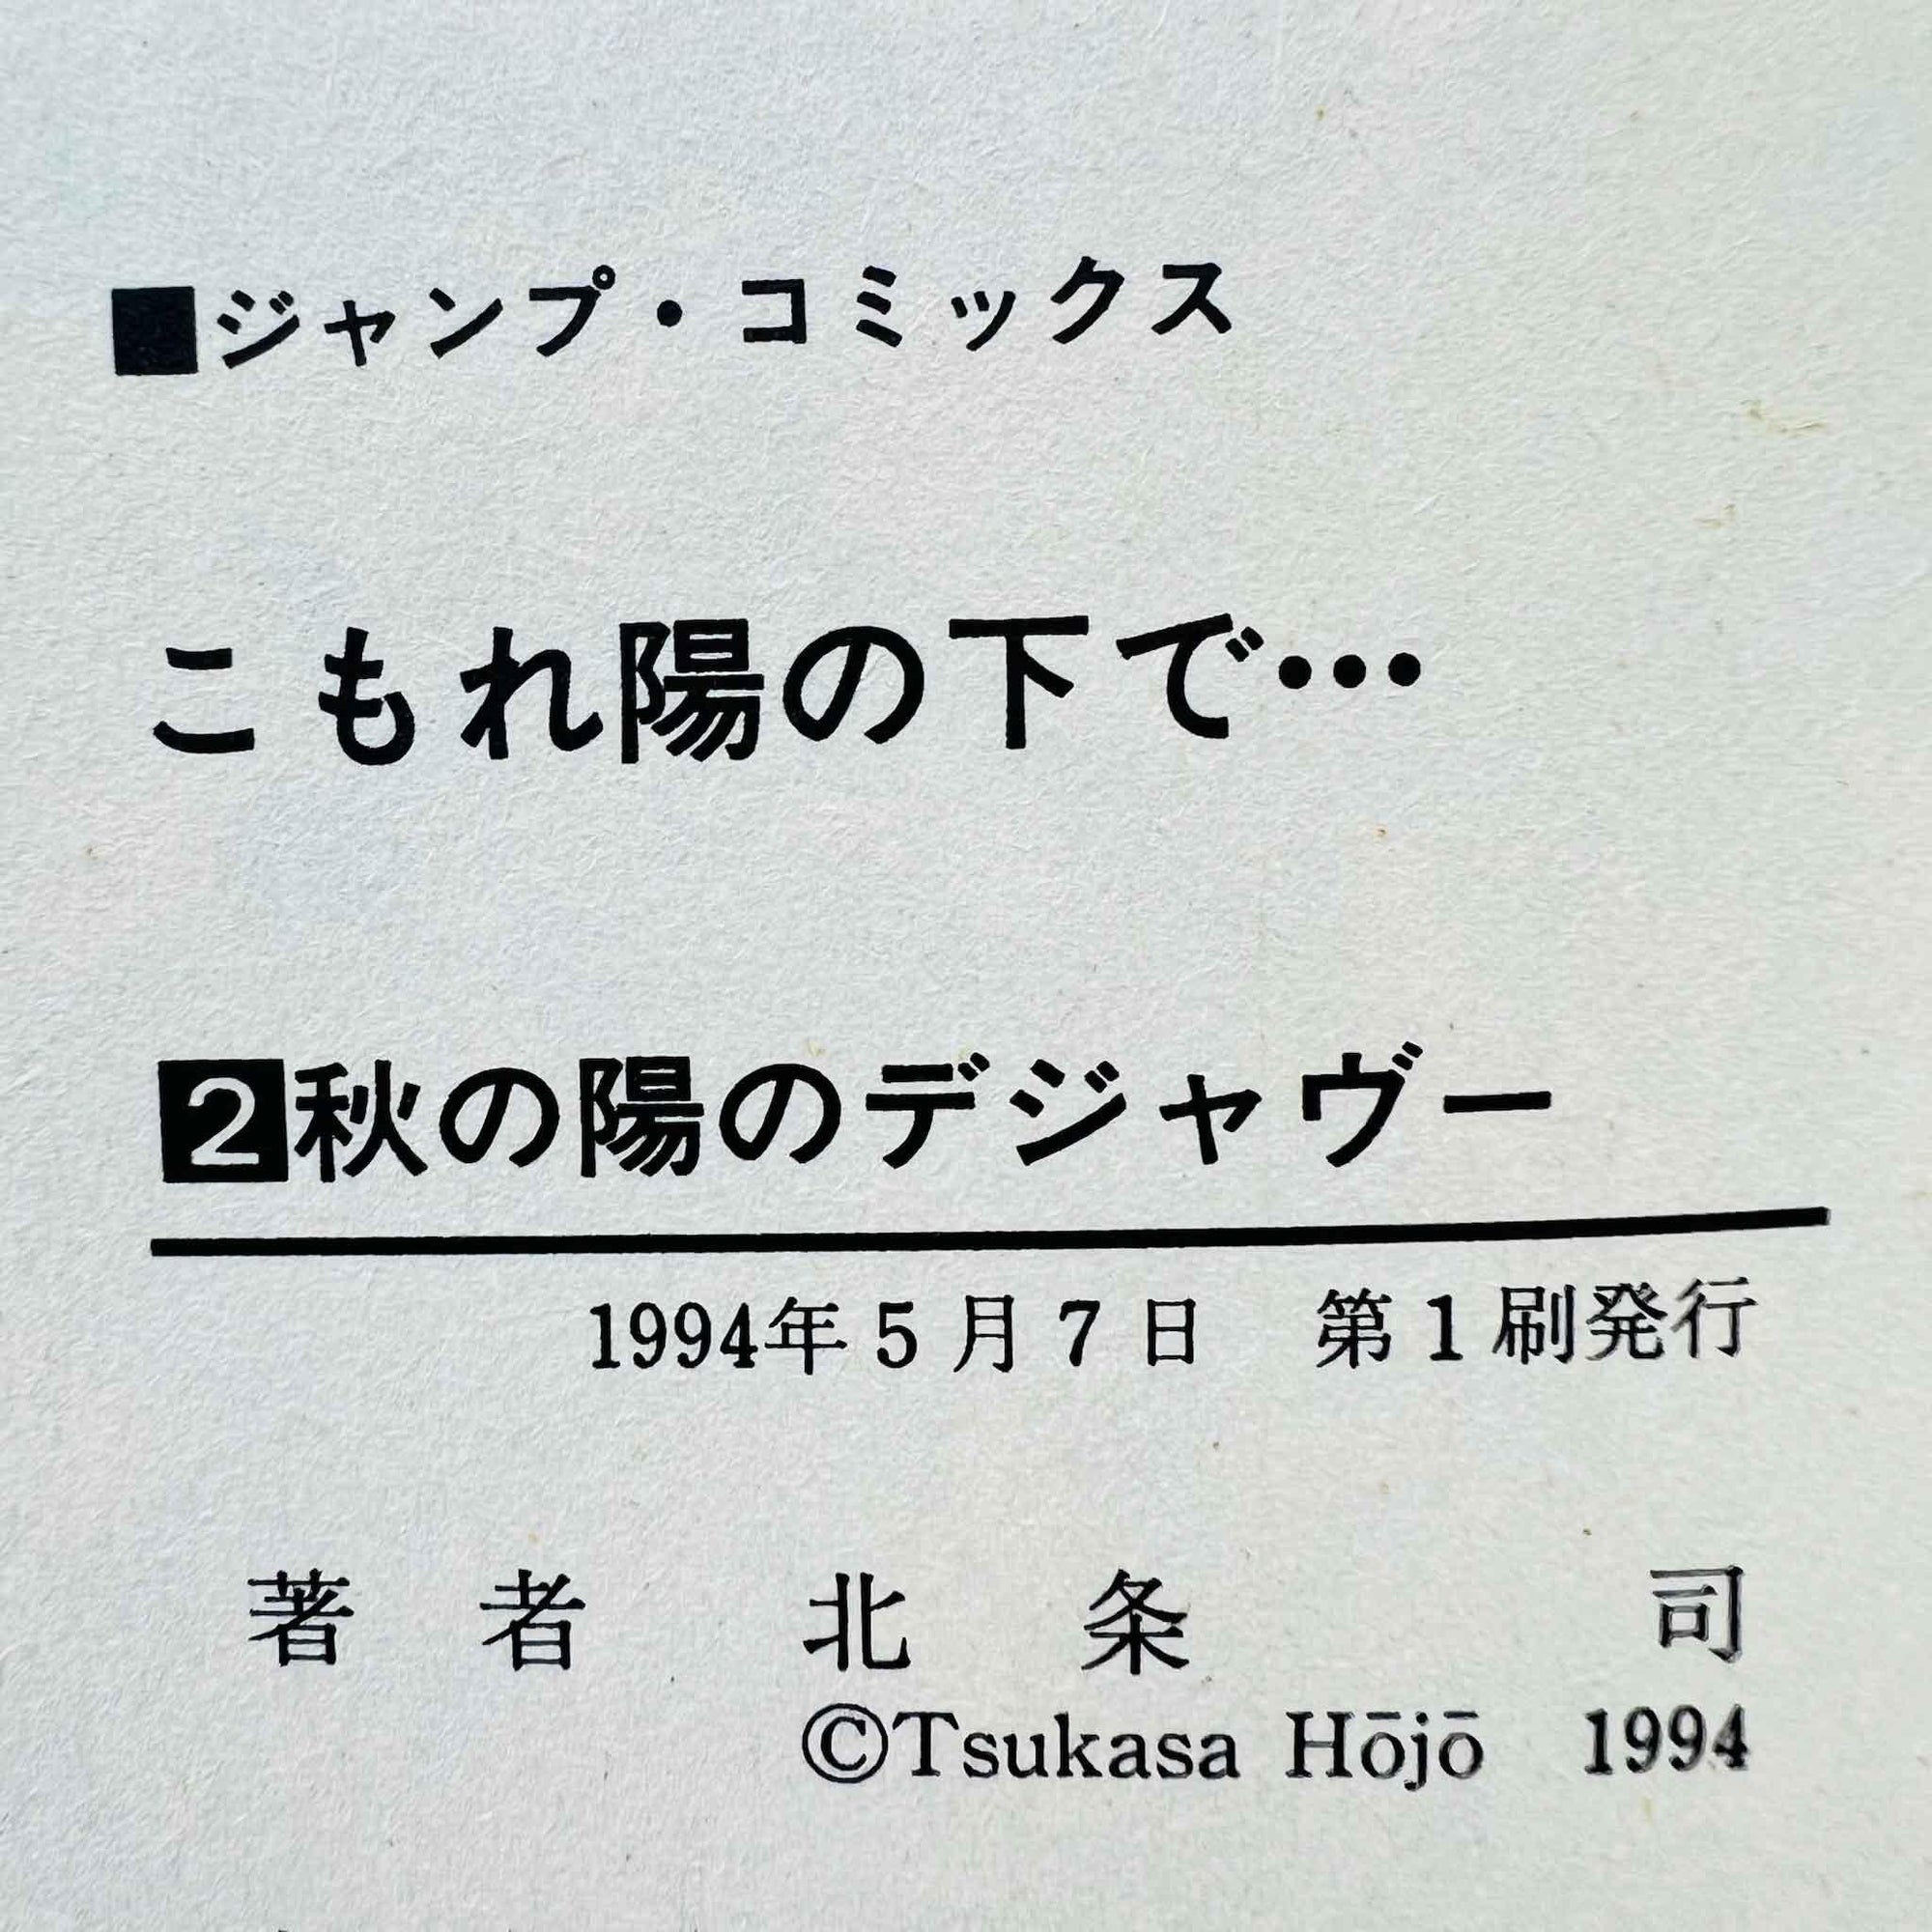 ■ジャンプ・コミックス
こもれ陽の下で…
2秋の陽のデジャヴー
1994年5月7日 第1刷発行
著者 北条 司
©Tsukasa Hōjō 1994